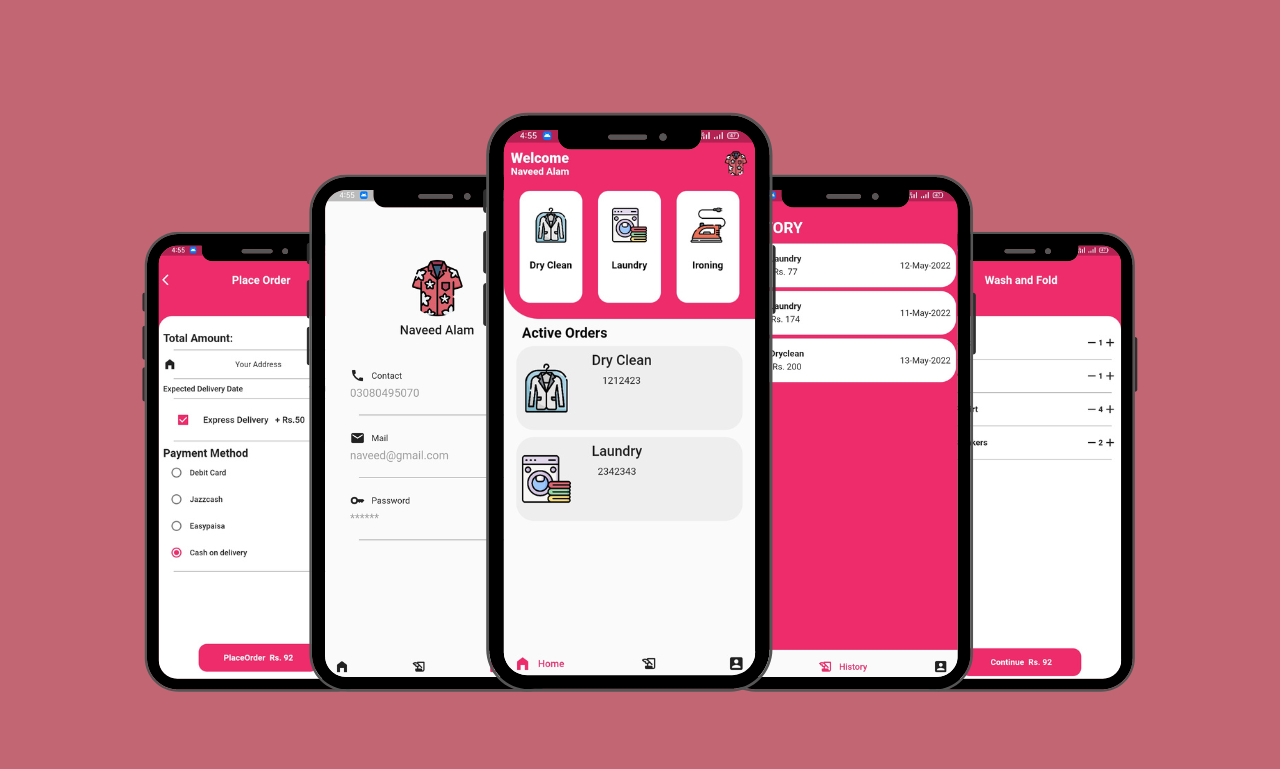 4:55
Place Order
Total Amount:
Your Address
Expected Delivery Date
Express Delivery + Rs.50
Payment Method
Debit Card
Jazzcash
Easypaisa
Cash on delivery
PlaceOrder Rs. 92
4:55
Naveed Alam
Contact
03080495070
Mail
naveed@gmail.com
Password
******
4:55
87
Welcome
Naveed Alam
Dry Clean
Laundry
Ironing
Active Orders
Dry Clean
1212423
Laundry
2342343
Home
ORY
aundry
Rs. 77
12-May-2022
aundry
Rs. 174
11-May-2022
Dryclean
Rs. 200
13-May-2022
History
Wash and Fold
1
1
rt
4
kers
2
Continue Rs. 92